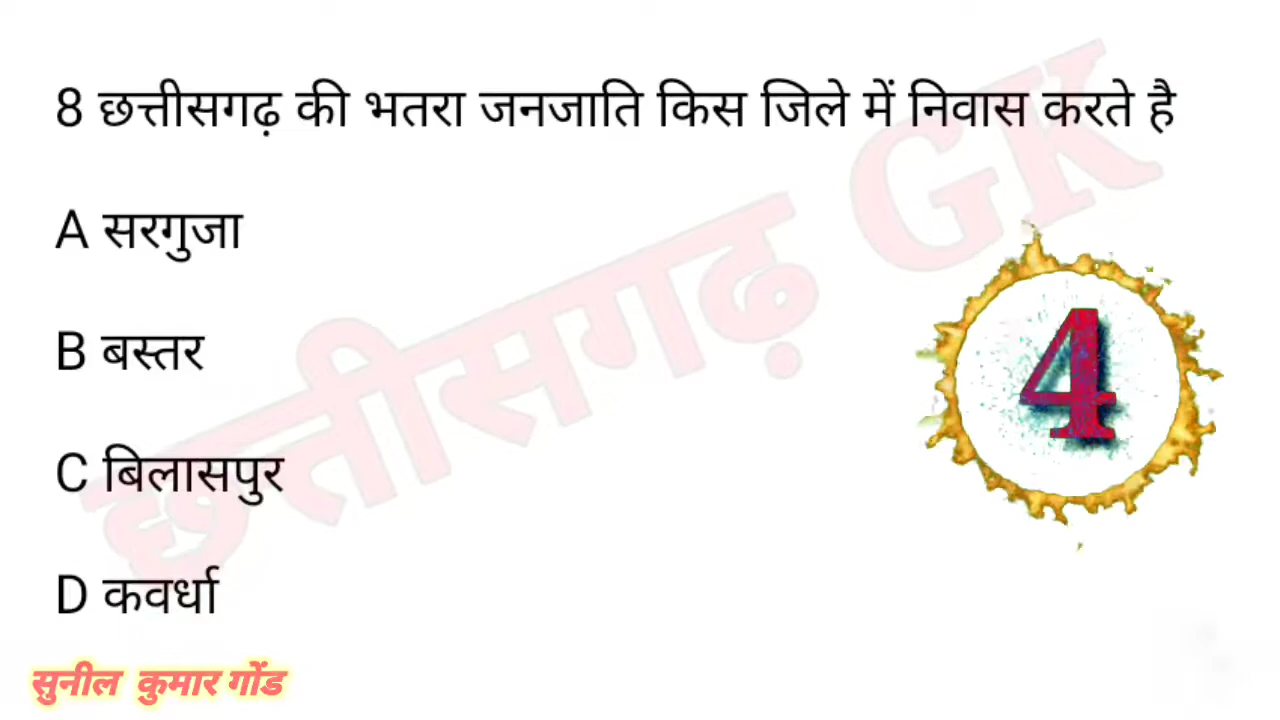 8 छत्तीसगढ़ की भतरा जनजाति किस जिले में निवास करते है
A सरगुजा
B बस्तर
C बिलासपुर
D कवर्धा
4
छत्तीसगढ़ GK
सुनील कुमार गोंड